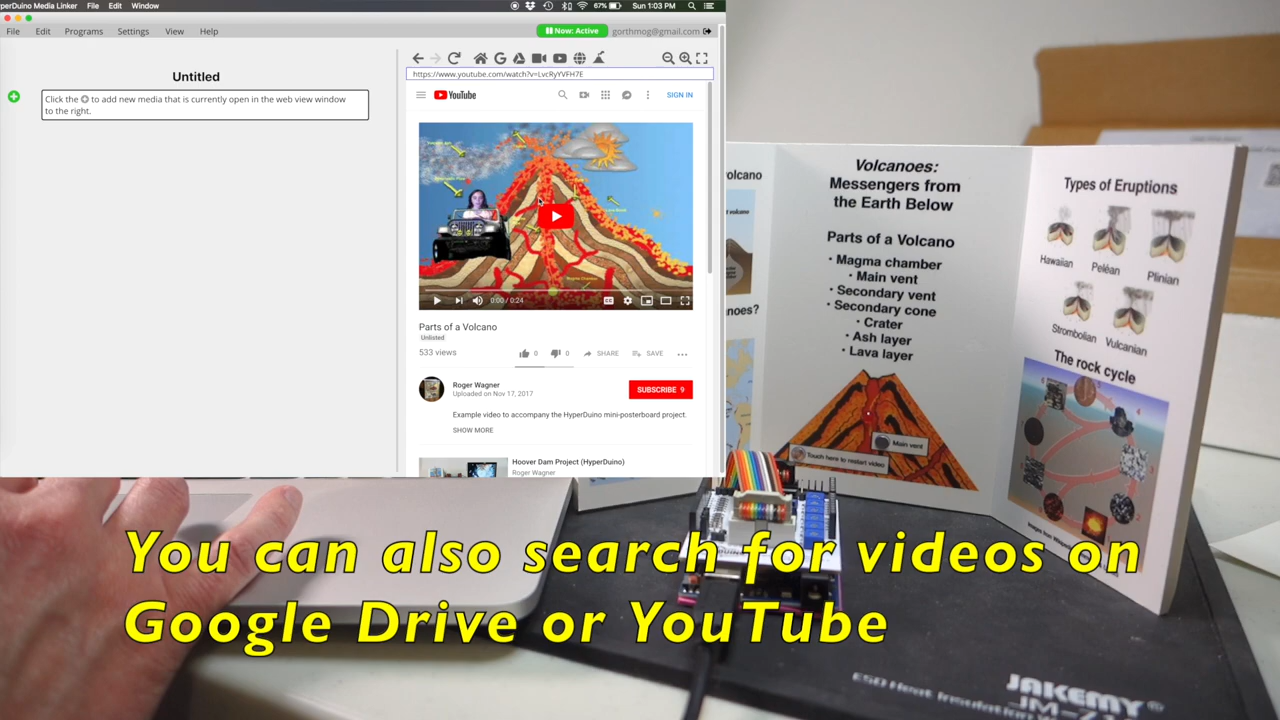 HyperDuino Media Linker File Edit Window
67% Sun 1:03 PM
File Edit Programs Settings View Help
Now: Active gorthmog@gmail.com
Untitled
Click the to add new media that is currently open in the web view window
to the right.
https://www.youtube.com/watch?v=LvcRyYVFH7E
YouTube
SIGN IN
0:00 / 0:24
Parts of a Volcano
Unlisted
533 views
0 0 SHARE SAVE
Roger Wagner
Uploaded on Nov 17, 2017
SUBSCRIBE 9
Example video to accompany the HyperDuino mini-posterboard project.
SHOW MORE
Hoover Dam Project (HyperDuino)
Roger Wagner
olcano
noes?
Volcanoes:
Messengers from
the Earth Below
Parts of a Volcano
· Magma chamber
· Main vent
· Secondary vent
· Secondary cone
· Crater
· Ash layer
· Lava layer
Main vent
Touch here to restart video
Types of Eruptions
Hawaiian Peléan Plinian
Strombolian Vulcanian
The rock cycle
You can also search for videos on
Google Drive or YouTube
ESD Heat Insulation
JAKEMY